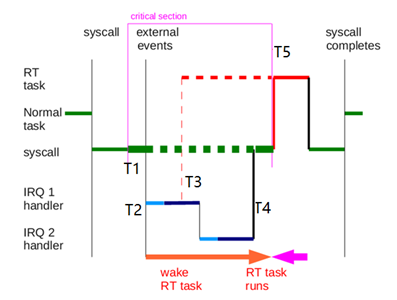 critical section
syscall
external
events
syscall
completes
T5
RT
task
Normal
task
syscall
T1
T3
IRQ 1
handler
T2
T4
IRQ 2
handler
wake
RT task
RT task
runs